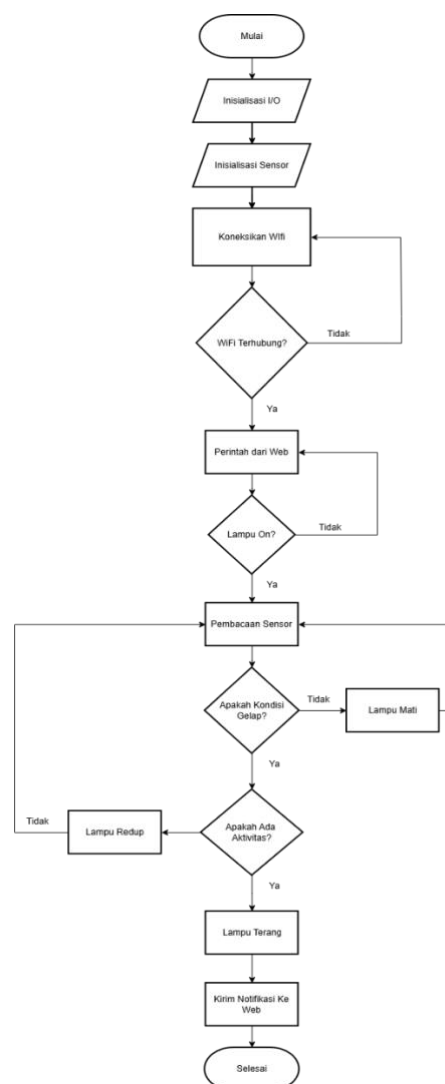 Mulai
Inisialisasi I/O
Inisialisasi Sensor
Koneksikan WIfi
WiFi Terhubung?
Tidak
Ya
Perintah dari Web
Lampu On?
Tidak
Ya
Pembacaan Sensor
Apakah Kondisi
Gelap?
Tidak
Lampu Mati
Ya
Tidak
Lampu Redup
Apakah Ada
Aktivitas?
Ya
Lampu Terang
Kirim Notifikasi Ke
Web
Selesai